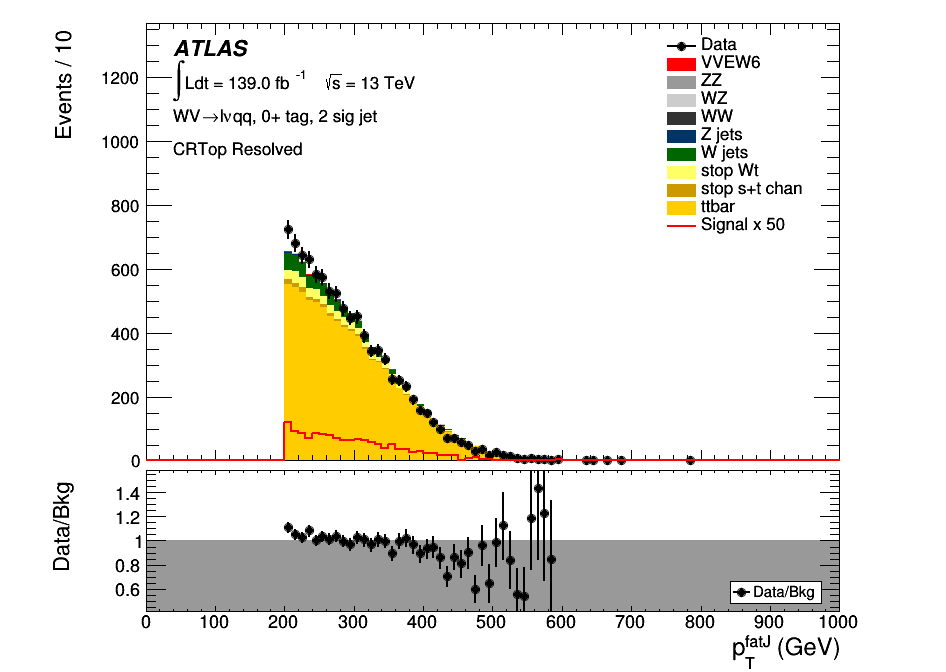 Events / 10
1200
1000
800
600
400
200
0
ATLAS
∫Ldt = 139.0 fb⁻¹ √s = 13 TeV
WV→lνqq, 0+ tag, 2 sig jet
CRTop Resolved
Data
VVEW6
ZZ
WZ
WW
Z jets
W jets
stop Wt
stop s+t chan
ttbar
Signal x 50
Data/Bkg
1.4
1.2
1
0.8
0.6
Data/Bkg
0 100 200 300 400 500 600 700 800 900 1000
p_T^fatJ (GeV)